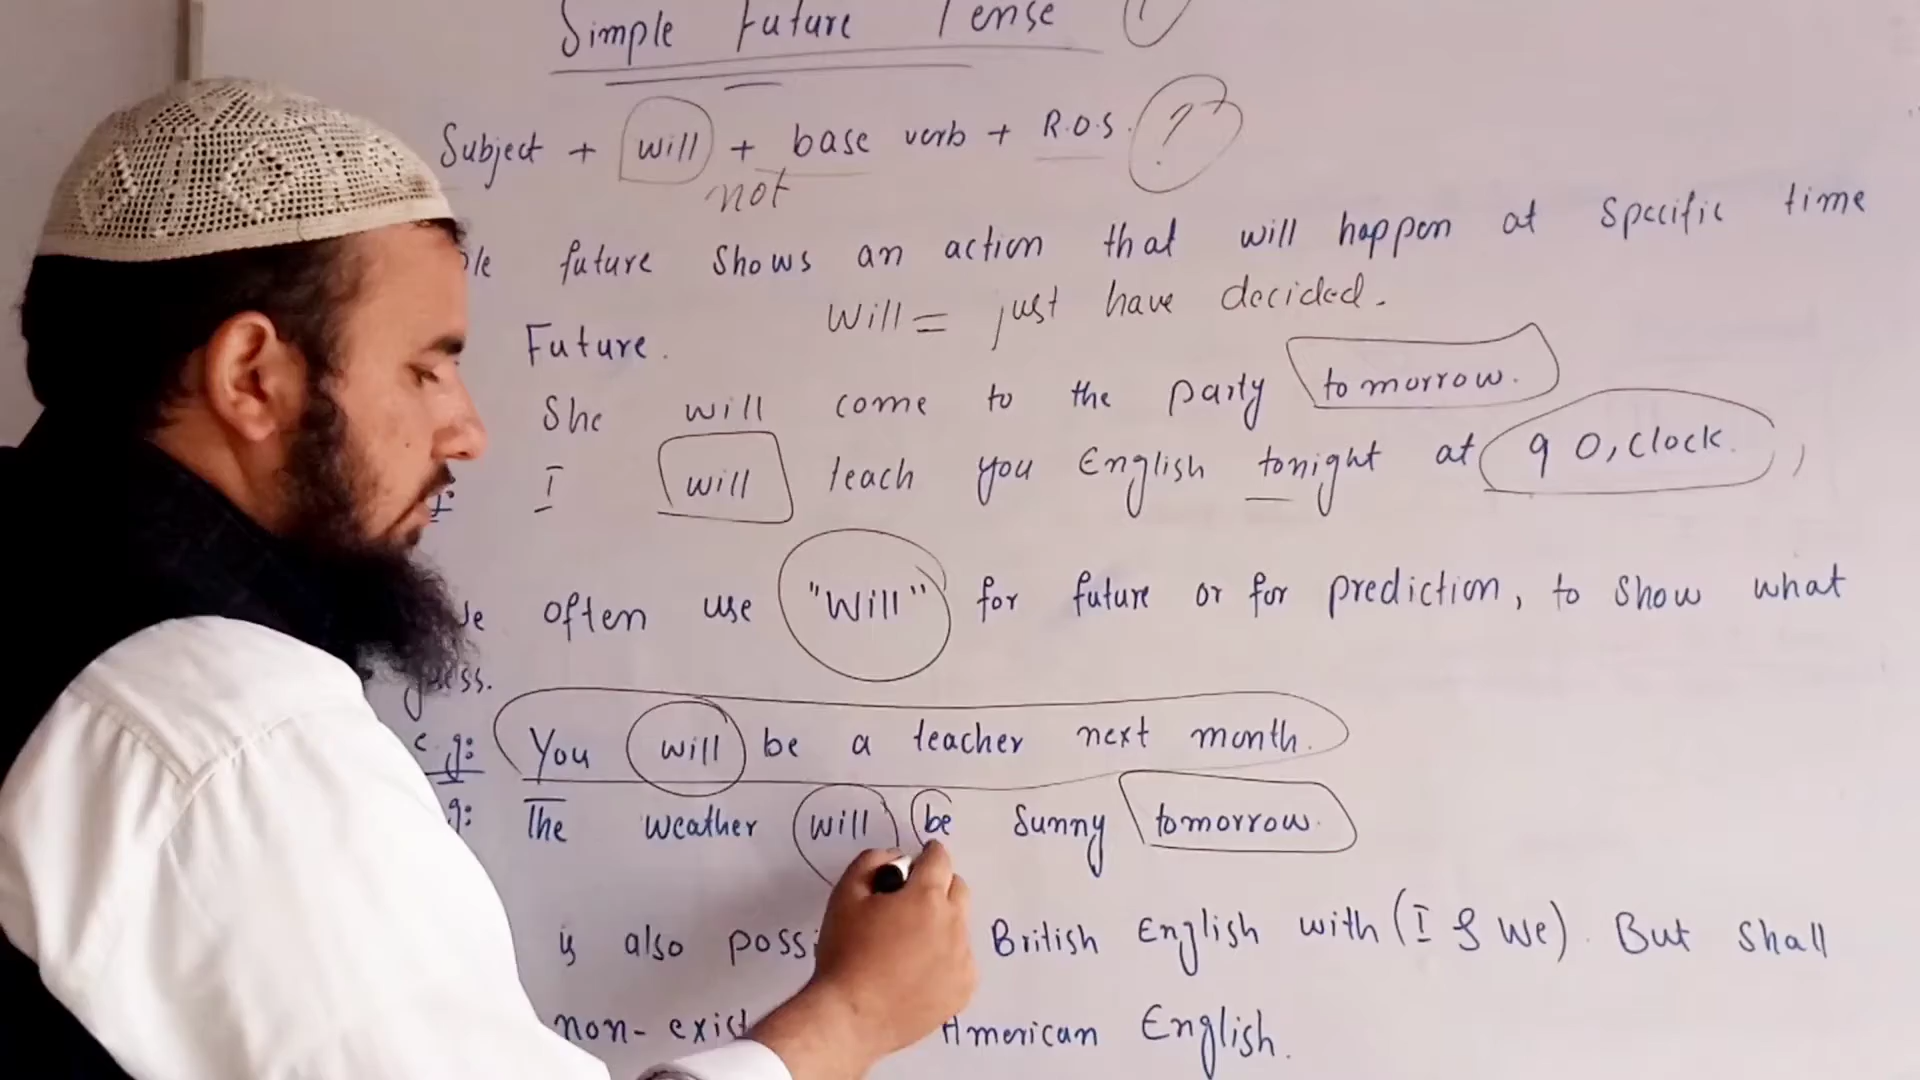 Simple Future Tense
Subject + will + base verb + R.O.S. ?
not
future shows an action that will happen at specific time
Future. Will = just have decided.
She will come to the party tomorrow.
I will teach you English tonight at 9 O,Clock.
often use "Will" for future or for prediction, to show what
guess.
e.g: You will be a teacher next month.
g: The weather will be Sunny tomorrow.
is also British English with (I & We). But Shall
non-exist American English.